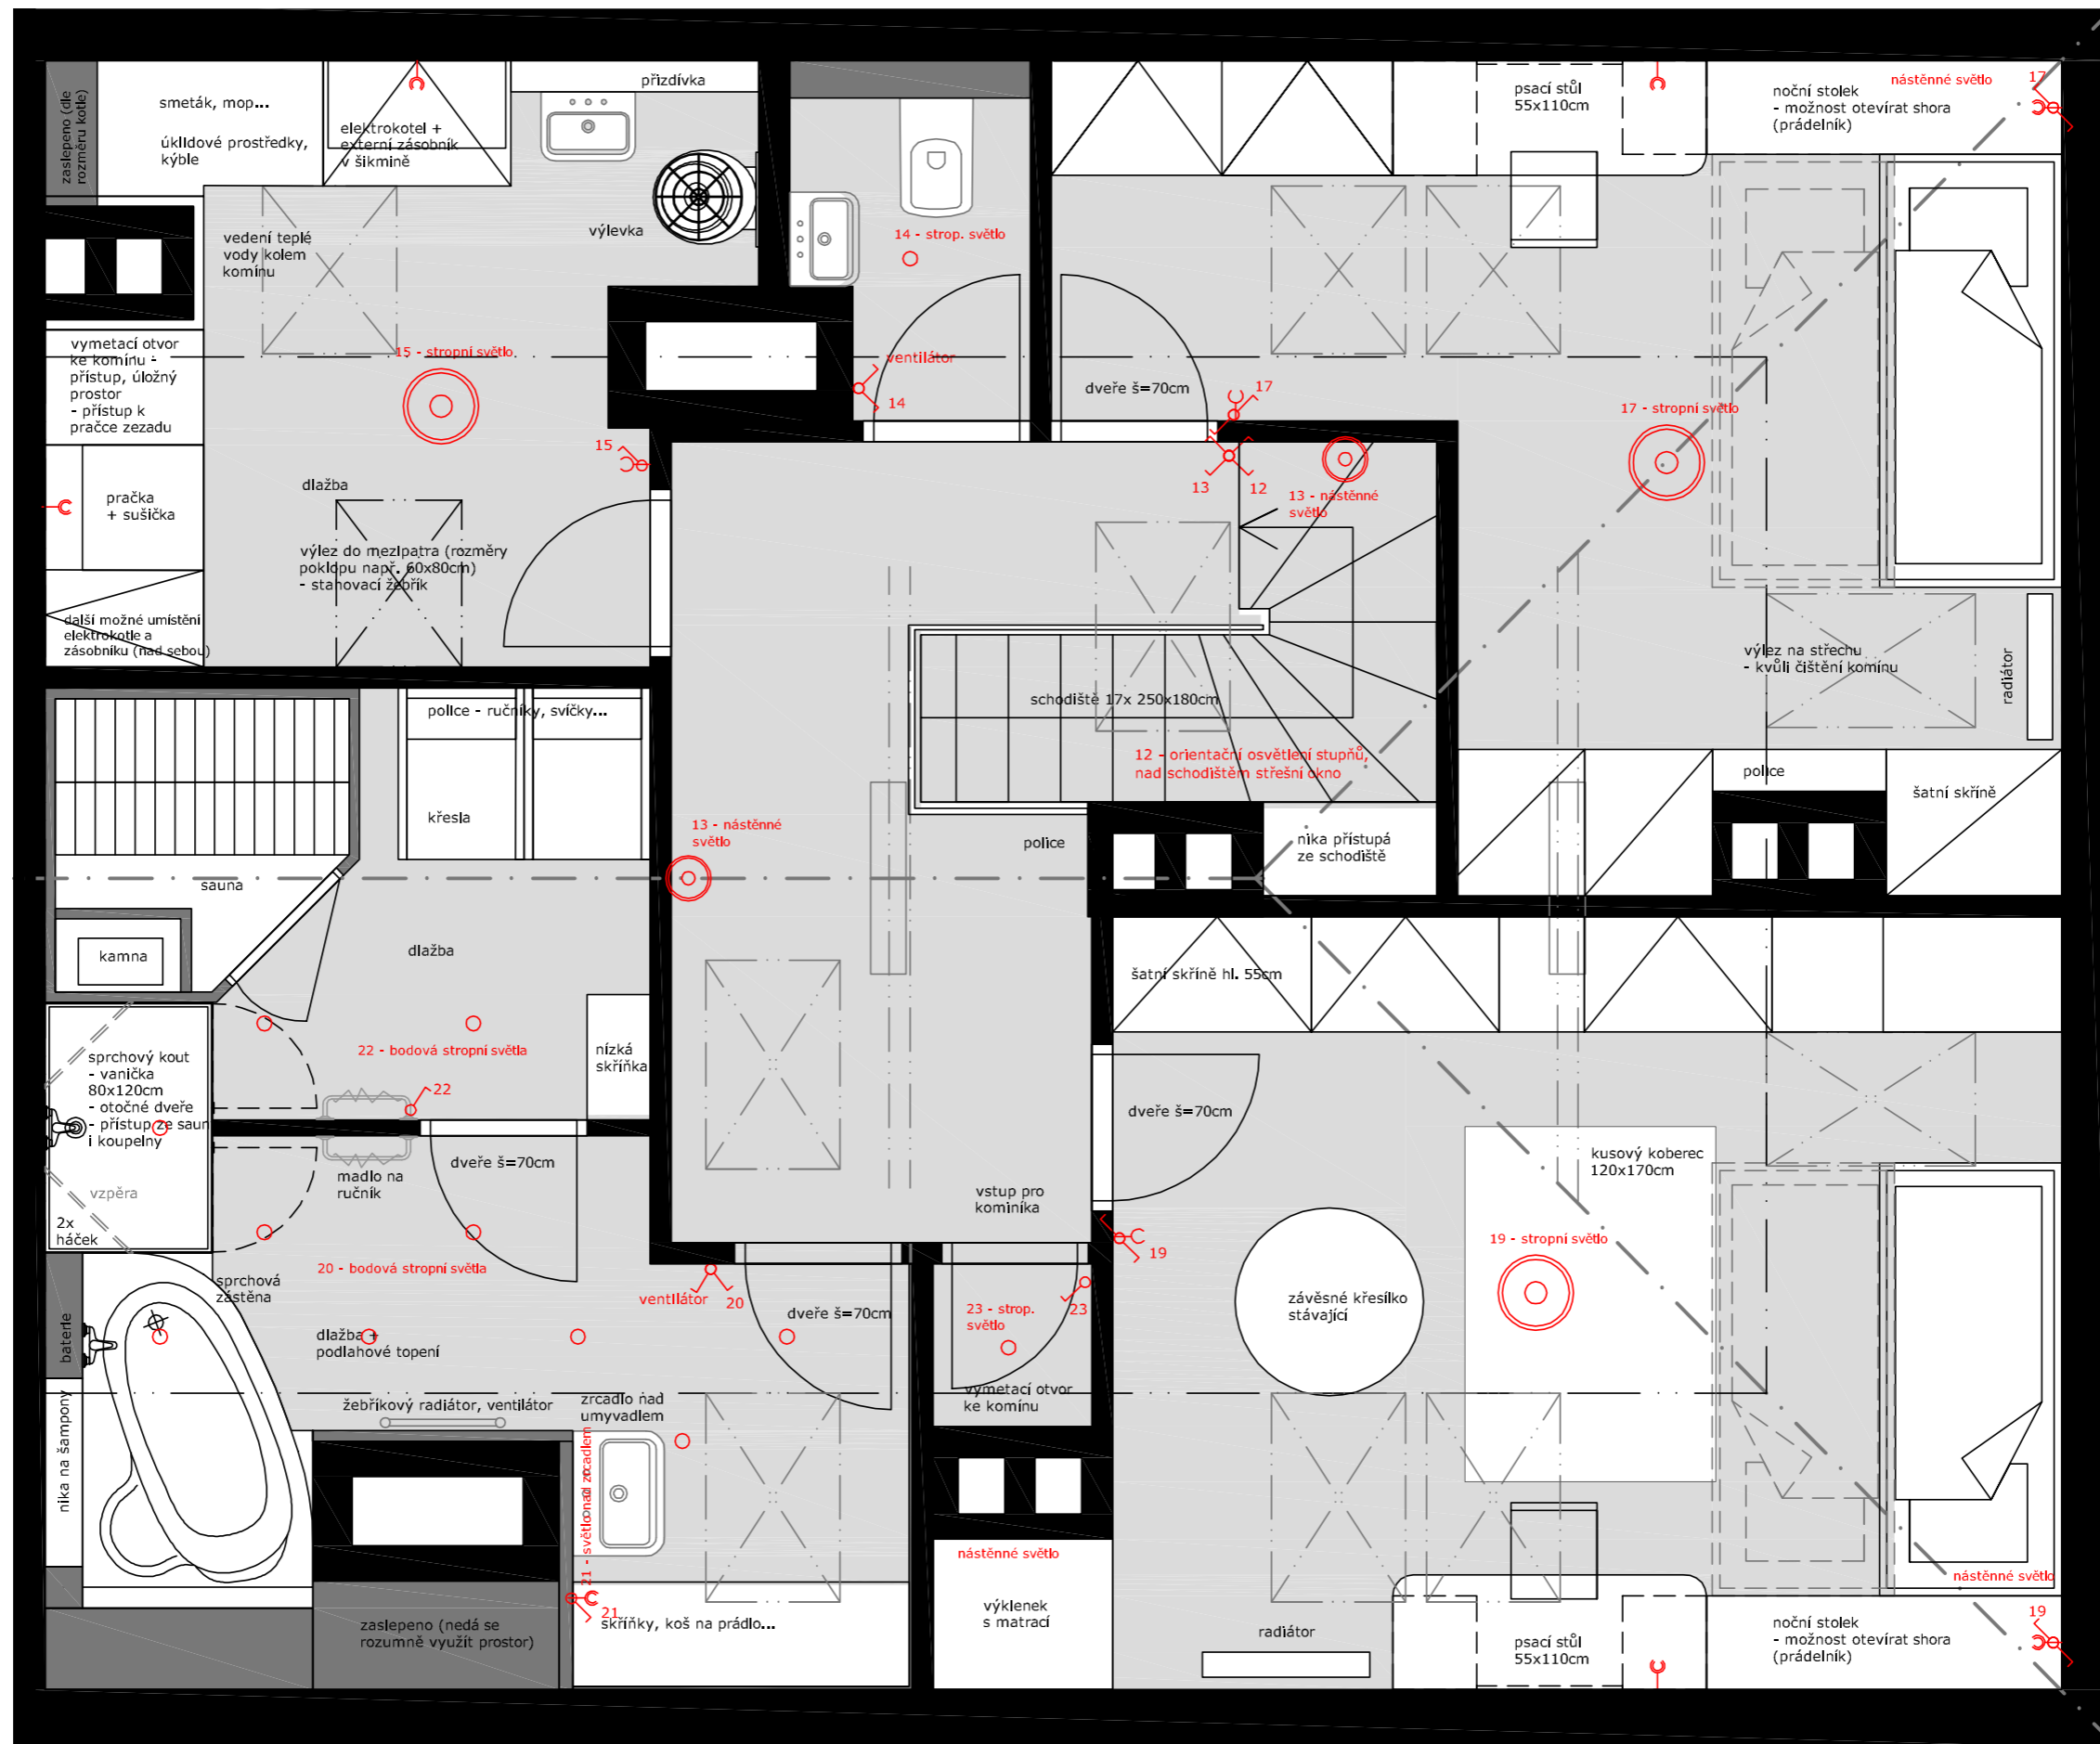 zaslepeno (dle
rozměru kotle)
smeták, mop...
úklidové prostředky,
kýble
elektrokotel +
externí zásobník
v šikmině
přizdívka
výlevka
vedení teplé
vody kolem
komínu
vymetací otvor
ke komínu -
přístup, úložný
prostor
- přístup k
pračce zezadu
15 - stropní světlo
15
pračka
+ sušička
dlažba
výlez do mezipatra (rozměry
poklopu např. 60x80cm)
- stahovací žebřík
další možné umístění
elektrokotle a
zásobníku (nad sebou)
14 - strop. světlo
ventilátor
14
psací stůl
55x110cm
noční stolek
- možnost otevírat shora
(prádelník)
nástěnné světlo
17
dveře š=70cm
17
17 - stropní světlo
13
12
13 - nástěnné
světlo
výlez na střechu
- kvůli čištění komínu
radiátor
schodiště 17x 250x180cm
12 - orientační osvětlení stupňů,
nad schodištěm střešní okno
police
šatní skříně
police - ručníky, svíčky...
křesla
13 - nástěnné
světlo
police
nika přístupá
ze schodiště
sauna
kamna
dlažba
šatní skříně hl. 55cm
22 - bodová stropní světla
22
nízká
skříňka
sprchový kout
- vanička
80x120cm
- otočné dveře
- přístup ze saun
i koupelny
vzpěra
2x
háček
madlo na
ručník
dveře š=70cm
dveře š=70cm
kusový koberec
120x170cm
vstup pro
kominíka
19
19 - stropní světlo
sprchová
zástěna
20 - bodová stropní světla
ventilátor
20
dveře š=70cm
23 - strop.
světlo
23
závěsné křesílko
stávající
baterie
dlažba +
podlahové topení
nika na šampony
žebříkový radiátor, ventilátor
zrcadlo nad
umyvadlem
vymetací otvor
ke komínu
21 - světlo nad zrcadlem
21
zaslepeno (nedá se
rozumně využít prostor)
skříňky, koš na prádlo...
nástěnné světlo
výklenek
s matrací
radiátor
psací stůl
55x110cm
nástěnné světlo
noční stolek
- možnost otevírat shora
(prádelník)
19